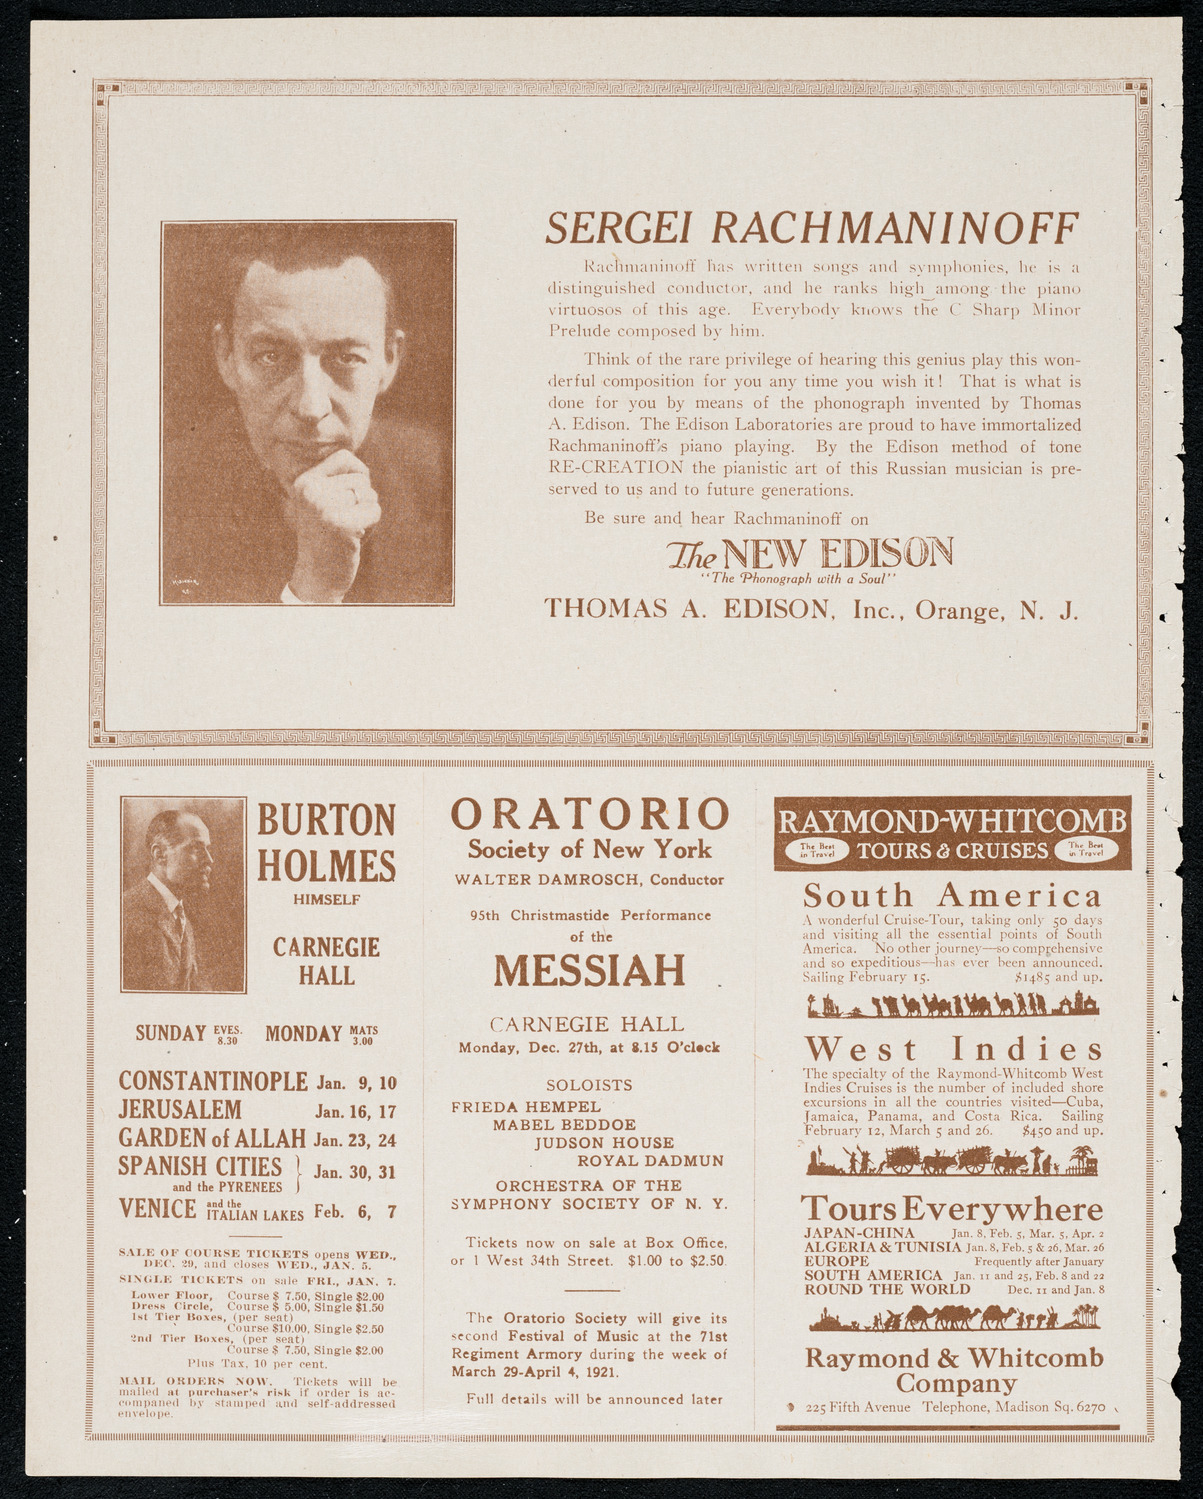 SERGEI RACHMANINOFF
Rachmaninoff has written songs and symphonies, he is a
distinguished conductor, and he ranks high among the piano
virtuosos of this age. Everybody knows the C Sharp Minor
Prelude composed by him.
Think of the rare privilege of hearing this genius play this won-
derful composition for you any time you wish it! That is what is
done for you by means of the phonograph invented by Thomas
A. Edison. The Edison Laboratories are proud to have immortalized
Rachmaninoff's piano playing. By the Edison method of tone
RE-CREATION the pianistic art of this Russian musician is pre-
served to us and to future generations.
Be sure and hear Rachmaninoff on
The NEW EDISON
"The Phonograph with a Soul"
THOMAS A. EDISON, Inc., Orange, N. J.
BURTON
HOLMES
HIMSELF
CARNEGIE
HALL
SUNDAY EVES. 8.30 MONDAY MATS 3.00
CONSTANTINOPLE Jan. 9, 10
JERUSALEM Jan. 16, 17
GARDEN of ALLAH Jan. 23, 24
SPANISH CITIES
and the PYRENEES } Jan. 30, 31
VENICE and the ITALIAN LAKES Feb. 6, 7
SALE OF COURSE TICKETS opens WED.,
DEC. 29, and closes WED., JAN. 5.
SINGLE TICKETS on sale FRI., JAN. 7.
Lower Floor, Course $ 7.50, Single $2.00
Dress Circle, Course $ 5.00, Single $1.50
1st Tier Boxes, (per seat)
Course $10.00, Single $2.50
2nd Tier Boxes, (per seat)
Course $ 7.50, Single $2.00
Plus Tax, 10 per cent.
MAIL ORDERS NOW. Tickets will be
mailed at purchaser's risk if order is ac-
companied by stamped and self-addressed
envelope.
ORATORIO
Society of New York
WALTER DAMROSCH, Conductor
95th Christmastide Performance
of the
MESSIAH
CARNEGIE HALL
Monday, Dec. 27th, at 8.15 O'clock
SOLOISTS
FRIEDA HEMPEL
MABEL BEDDOE
JUDSON HOUSE
ROYAL DADMUN
ORCHESTRA OF THE
SYMPHONY SOCIETY OF N. Y.
Tickets now on sale at Box Office,
or 1 West 34th Street. $1.00 to $2.50.
The Oratorio Society will give its
second Festival of Music at the 71st
Regiment Armory during the week of
March 29-April 4, 1921.
Full details will be announced later
RAYMOND-WHITCOMB
The Best in Travel TOURS & CRUISES The Best in Travel
South America
A wonderful Cruise-Tour, taking only 50 days
and visiting all the essential points of South
America. No other journey—so comprehensive
and so expeditious—has ever been announced.
Sailing February 15. $1485 and up.
West Indies
The specialty of the Raymond-Whitcomb West
Indies Cruises is the number of included shore
excursions in all the countries visited—Cuba,
Jamaica, Panama, and Costa Rica. Sailing
February 12, March 5 and 26. $450 and up.
Tours Everywhere
JAPAN-CHINA Jan. 8, Feb. 5, Mar. 5, Apr. 2
ALGERIA & TUNISIA Jan. 8, Feb. 5 & 26, Mar. 26
EUROPE Frequently after January
SOUTH AMERICA Jan. 11 and 25, Feb. 8 and 22
ROUND THE WORLD Dec. 11 and Jan. 8
Raymond & Whitcomb
Company
225 Fifth Avenue Telephone, Madison Sq. 6270